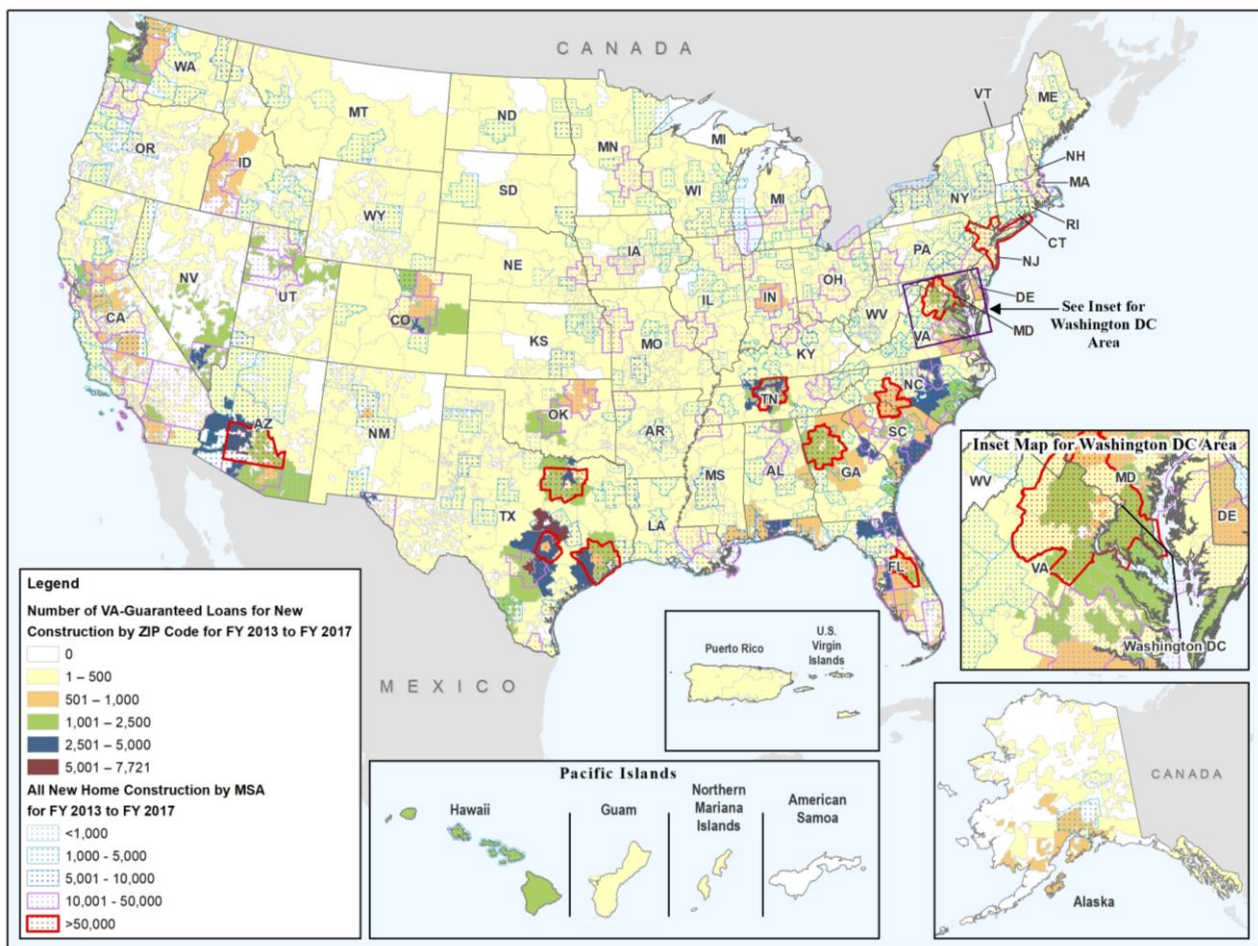 CANADA
WA
MT
ND
MN
MI
VT
ME
OR
ID
SD
WI
MI
NY
NH
MA
RI
CT
WY
IA
PA
NJ
NV
NE
IL
IN
OH
DE
UT
CO
WV
MD
VA
See Inset for
Washington DC
Area
CA
KS
MO
KY
AZ
NM
OK
AR
TN
NC
SC
MS
AL
GA
TX
LA
FL
Inset Map for Washington DC Area
WV
MD
DE
VA
Washington DC
MEXICO
Legend
Number of VA-Guaranteed Loans for New
Construction by ZIP Code for FY 2013 to FY 2017
0
1 – 500
501 – 1,000
1,001 – 2,500
2,501 – 5,000
5,001 – 7,721
All New Home Construction by MSA
for FY 2013 to FY 2017
<1,000
1,000 - 5,000
5,001 - 10,000
10,001 - 50,000
>50,000
Puerto Rico
U.S.
Virgin
Islands
Pacific Islands
Hawaii
Guam
Northern
Mariana
Islands
American
Samoa
CANADA
Alaska